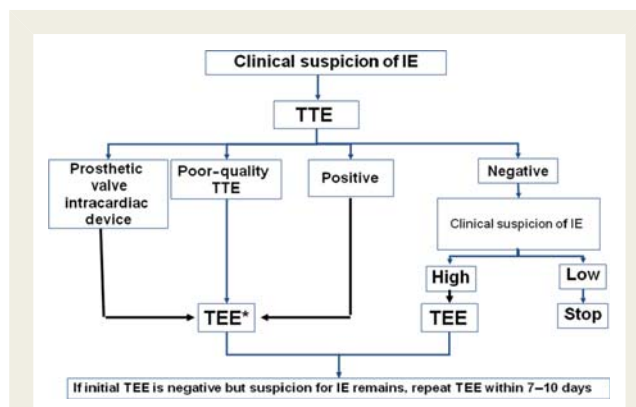 Clinical suspicion of IE
TTE
Prosthetic
valve
intracardiac
device
Poor-quality
TTE
Positive
Negative
Clinical suspicion of IE
High
Low
TEE*
TEE
Stop
If initial TEE is negative but suspicion for IE remains, repeat TEE within 7–10 days